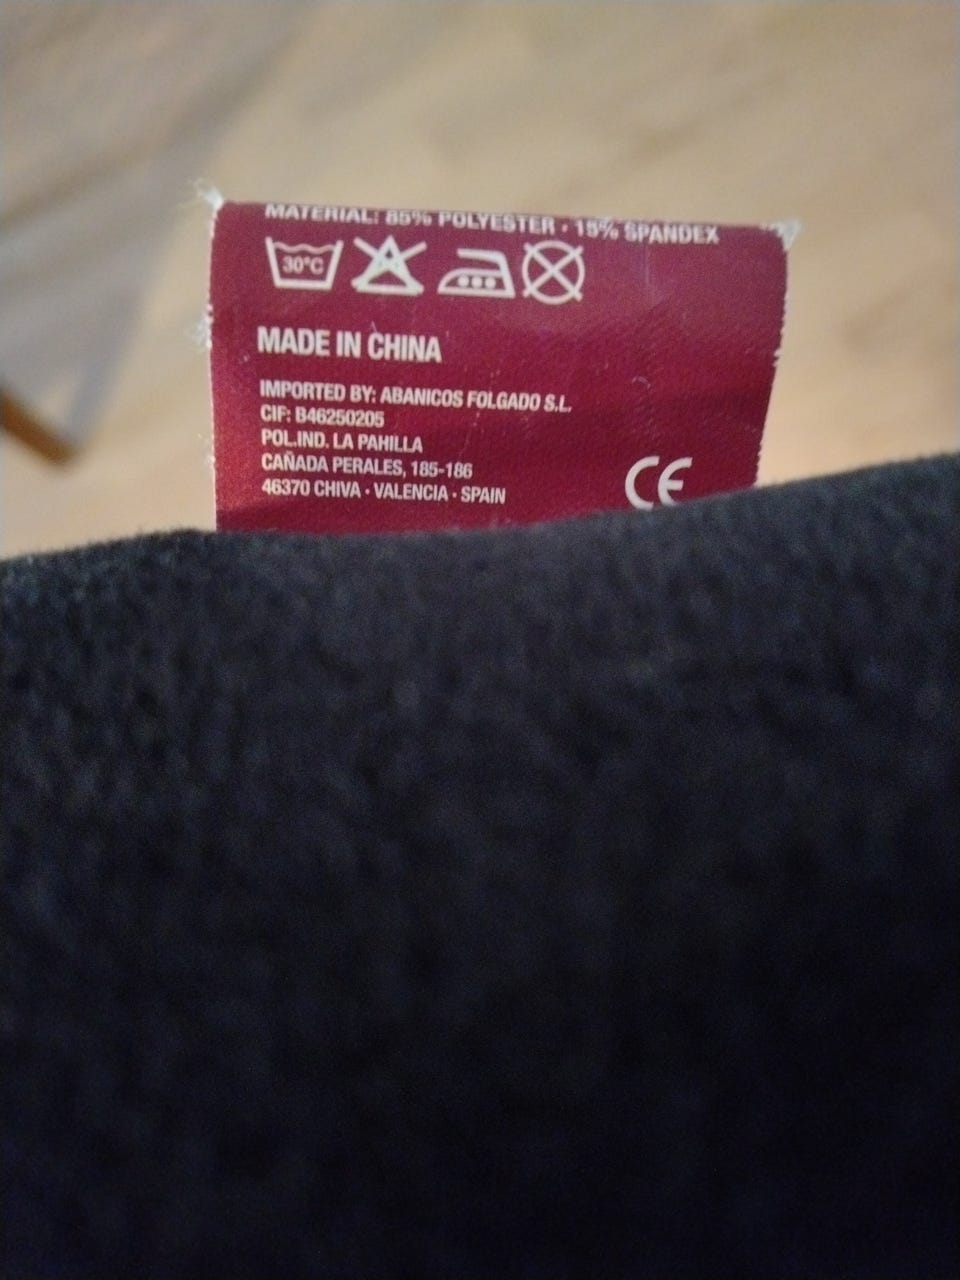 MATERIAL: 85% POLYESTER · 15% SPANDEX
30°C
MADE IN CHINA
IMPORTED BY: ABANICOS FOLGADO S.L.
CIF: B46250205
POL.IND. LA PAHILLA
CAÑADA PERALES, 185-186
46370 CHIVA · VALENCIA · SPAIN
CE